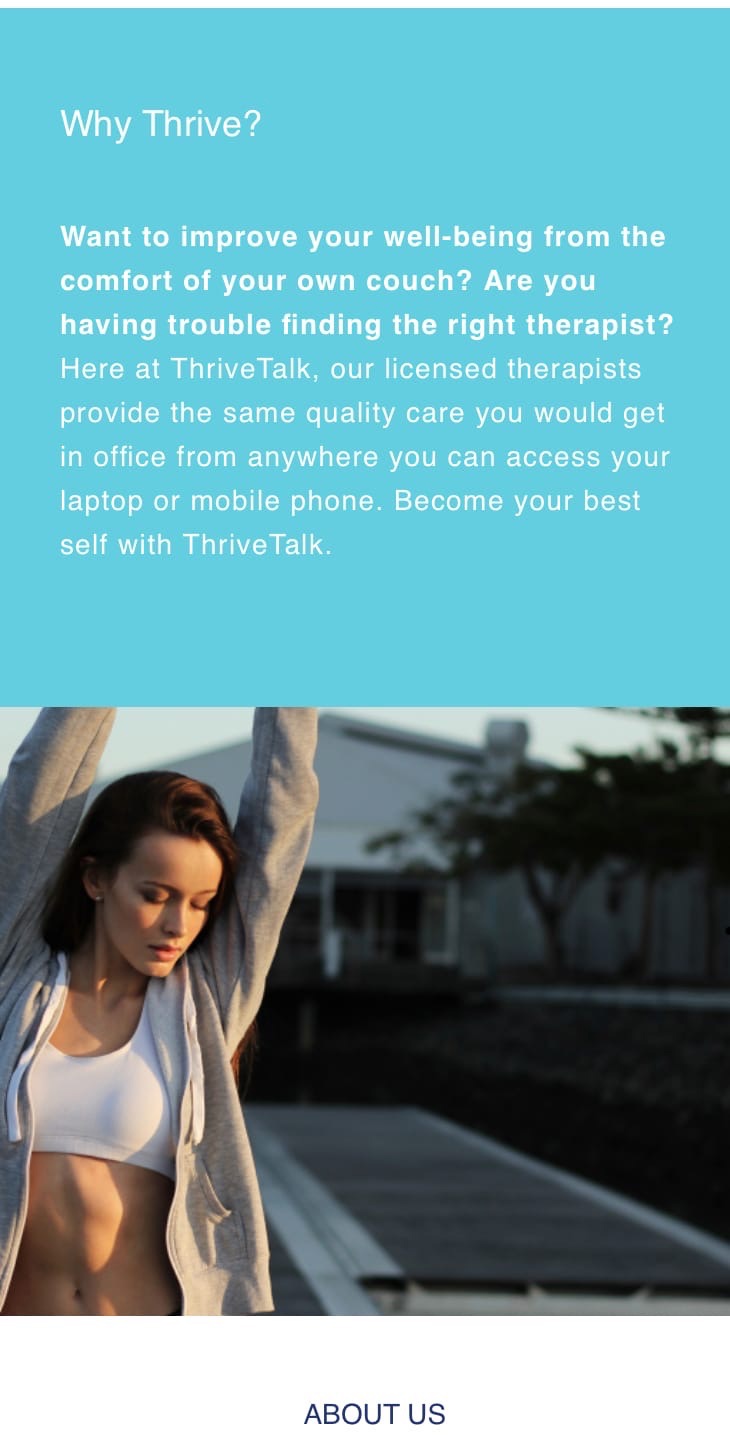 Why Thrive?
Want to improve your well-being from the
comfort of your own couch? Are you
having trouble finding the right therapist?
Here at ThriveTalk, our licensed therapists
provide the same quality care you would get
in office from anywhere you can access your
laptop or mobile phone. Become your best
self with ThriveTalk.
ABOUT US